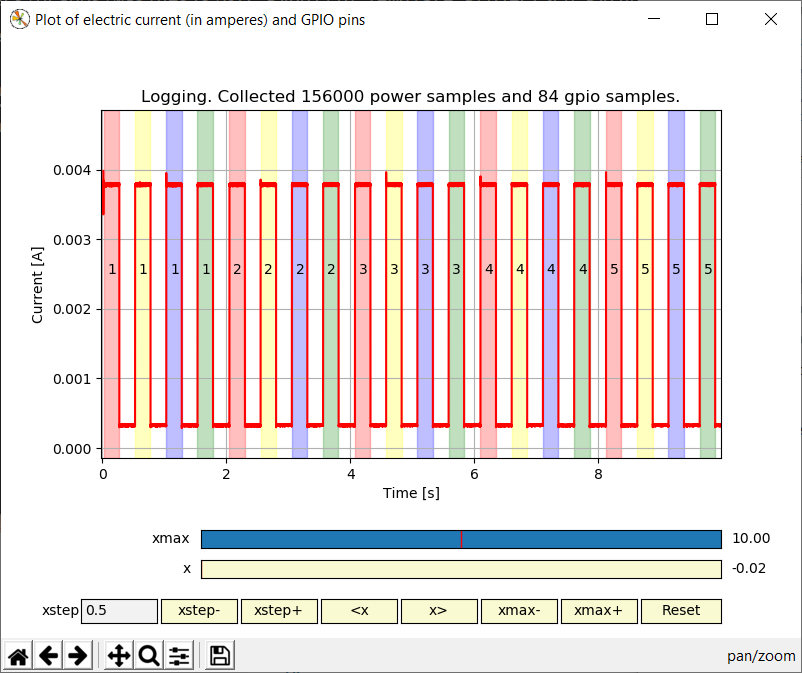 Plot of electric current (in amperes) and GPIO pins
Logging. Collected 156000 power samples and 84 gpio samples.
0.004
0.003
1 1 1 1 2 2 2 2 3 3 3 3 4 4 4 4 5 5 5 5
Current [A]
0.002
0.001
0.000
0 2 4 6 8
Time [s]
xmax 10.00
x -0.02
xstep 0.5 xstep- xstep+ <x x> xmax- xmax+ Reset
pan/zoom